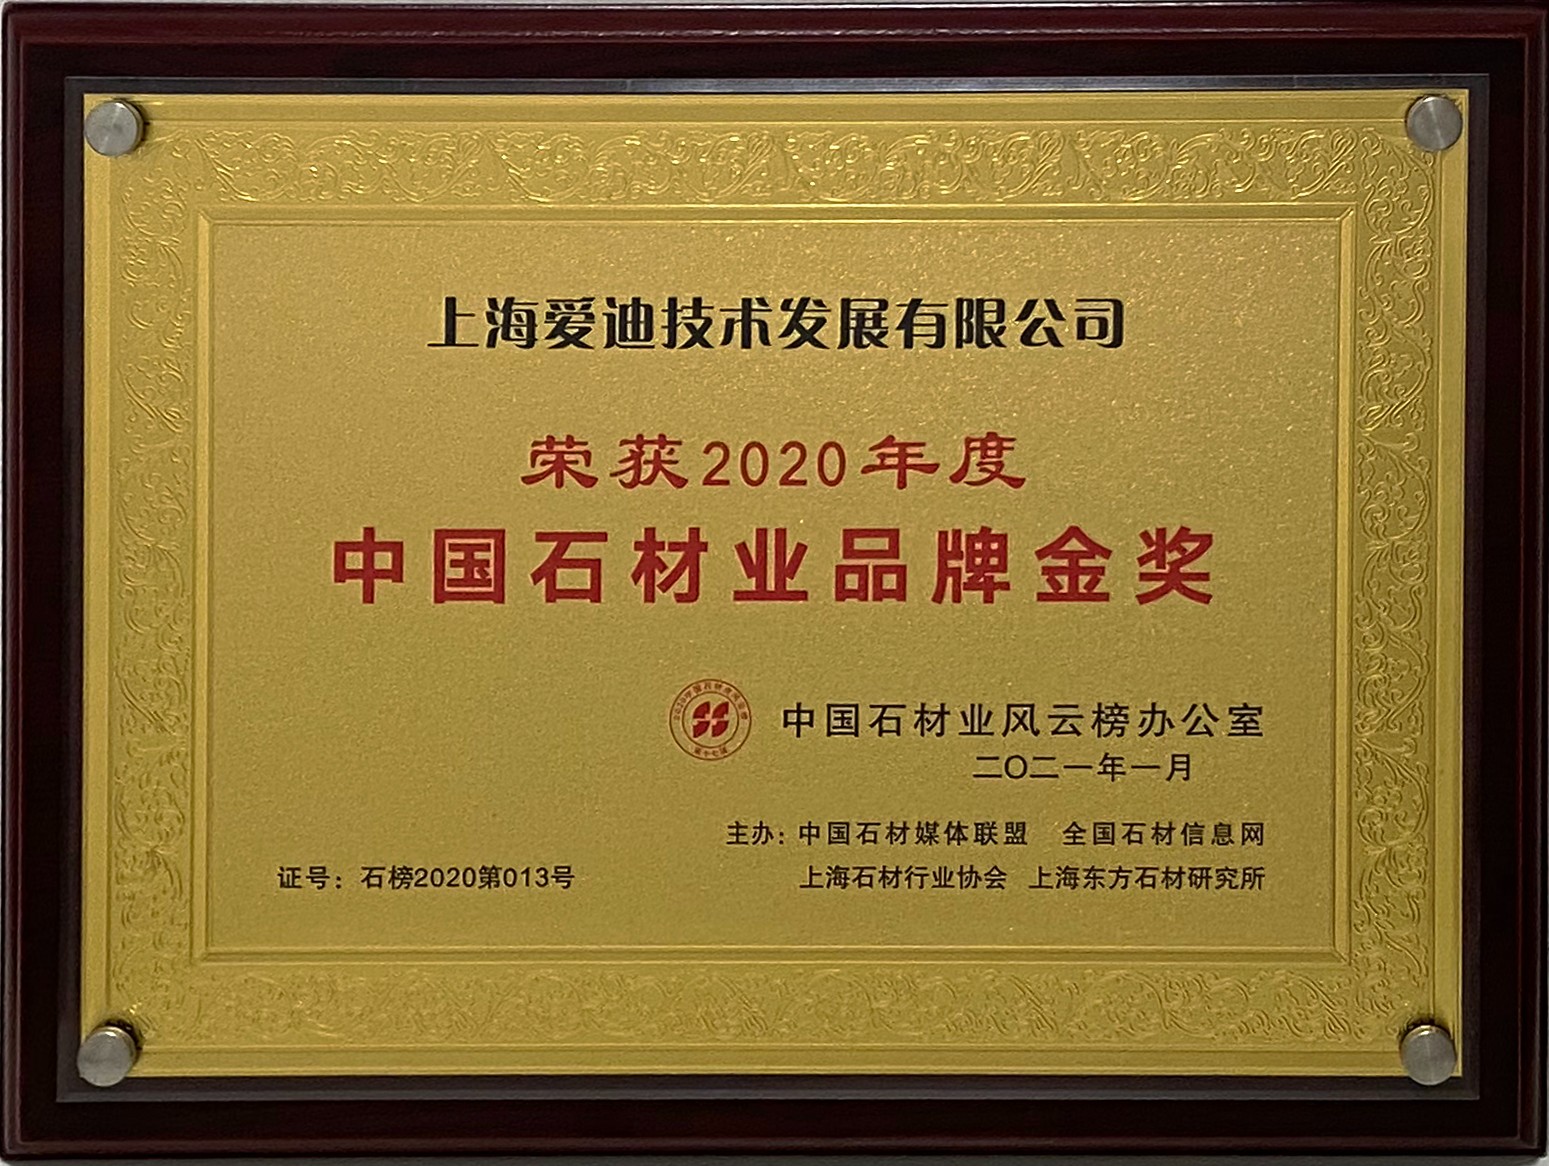 上海爱迪技术发展有限公司
荣获2020年度
中国石材业品牌金奖
中国石材业风云榜办公室
二〇二一年一月
主办：中国石材媒体联盟 全国石材信息网
证号：石榜2020第013号
上海石材行业协会 上海东方石材研究所